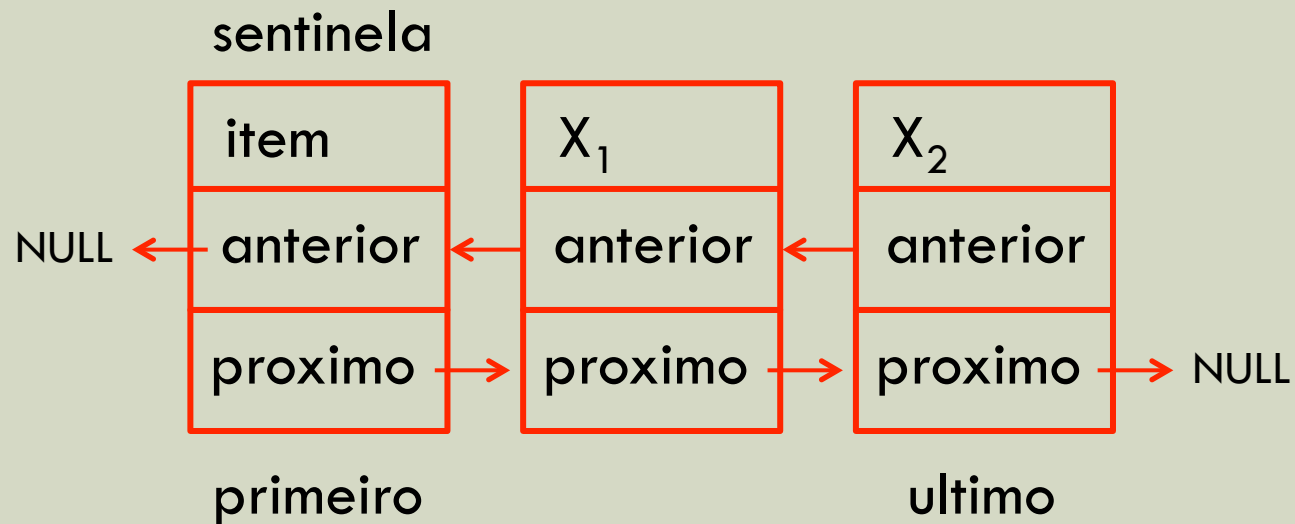 sentinela
item X₁ X₂
NULL anterior anterior anterior
proximo proximo proximo NULL
primeiro ultimo